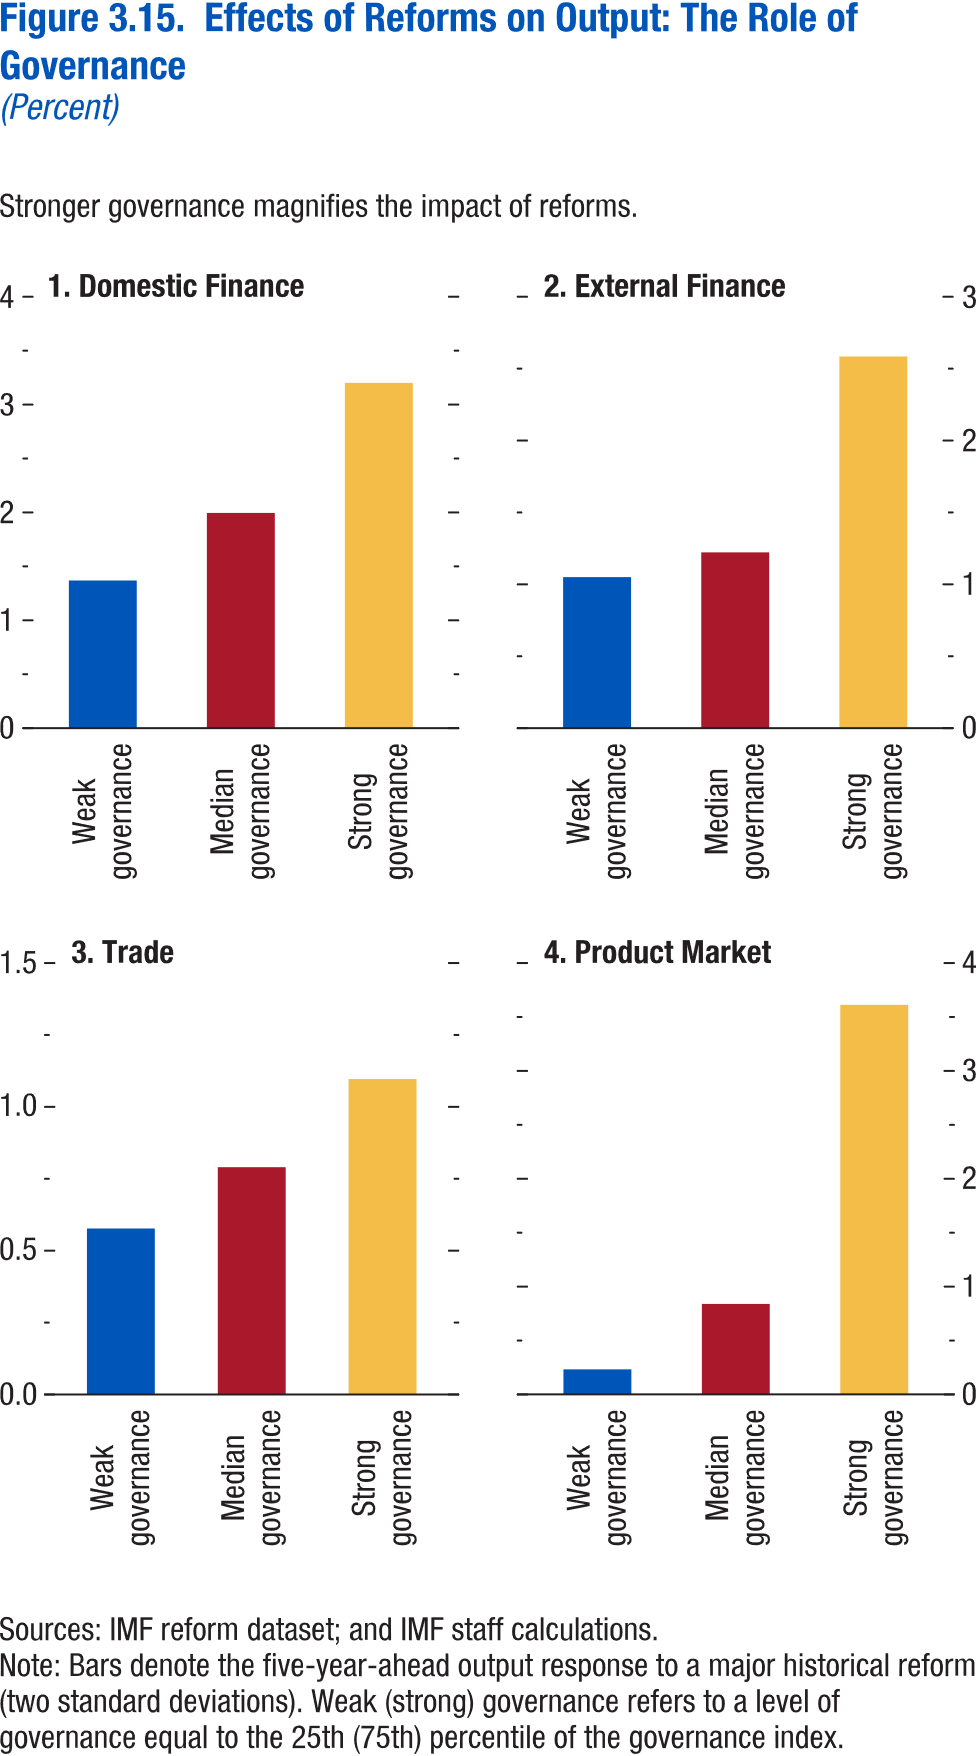 Figure 3.15.  Effects of Reforms on Output: The Role of
Governance
(Percent)
Stronger governance magnifies the impact of reforms.
1. Domestic Finance
4
3
2
1
0
Weak
governance
Median
governance
Strong
governance
2. External Finance
3
2
1
0
Weak
governance
Median
governance
Strong
governance
3. Trade
1.5
1.0
0.5
0.0
Weak
governance
Median
governance
Strong
governance
4. Product Market
4
3
2
1
0
Weak
governance
Median
governance
Strong
governance
Sources: IMF reform dataset; and IMF staff calculations.
Note: Bars denote the five-year-ahead output response to a major historical reform
(two standard deviations). Weak (strong) governance refers to a level of
governance equal to the 25th (75th) percentile of the governance index.